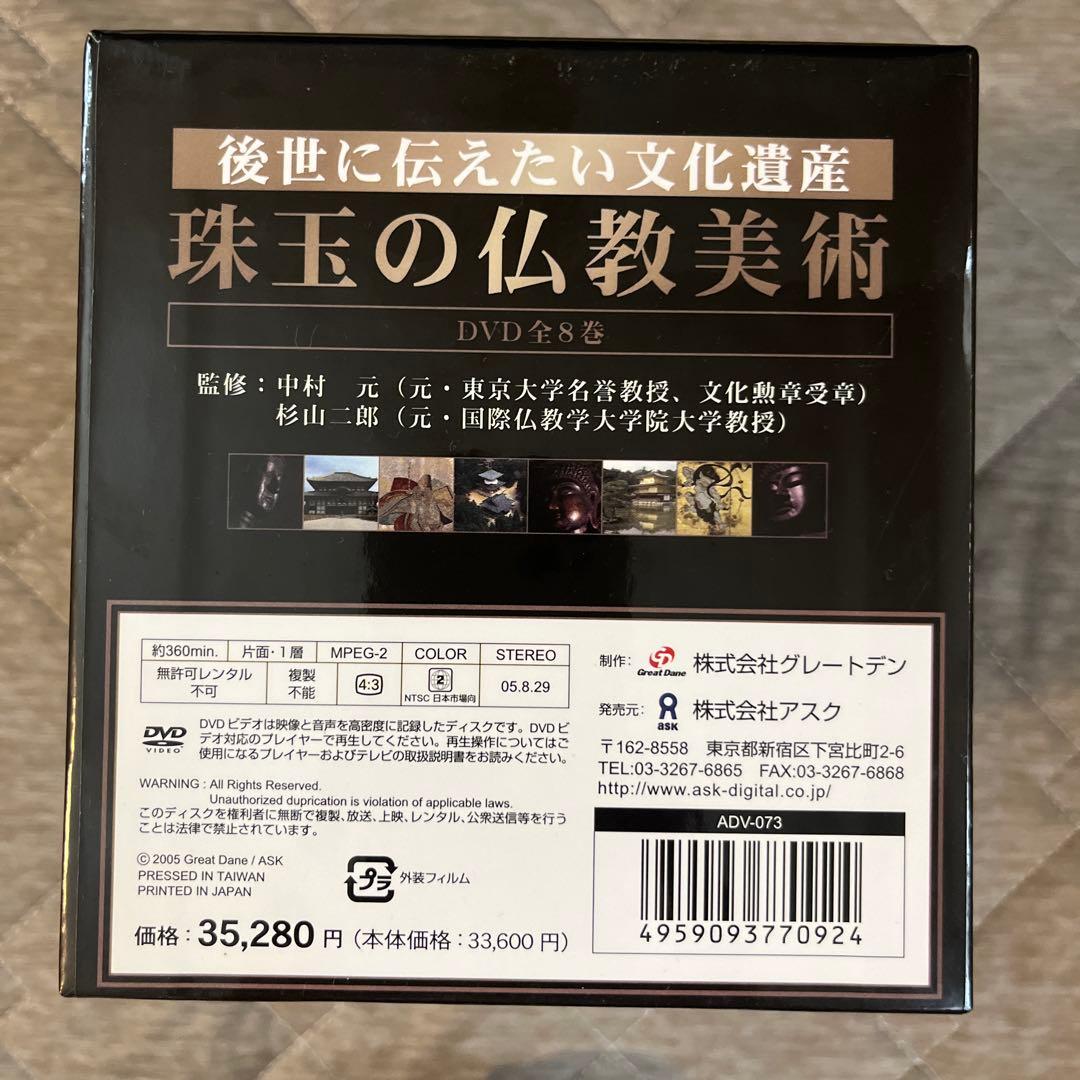 後世に伝えたい文化遺産
珠玉の仏教美術
DVD全8巻
監修：中村　元（元・東京大学名誉教授、文化勲章受章）
杉山二郎（元・国際仏教学大学院大学教授）
約360min. 片面・1層 MPEG-2 COLOR STEREO
無許可レンタル不可 複製不能 4:3 2 NTSC 日本市場向 05.8.29
DVD VIDEO
DVDビデオは映像と音声を高密度に記録したディスクです。DVDビ
デオ対応のプレイヤーで再生してください。再生操作についてはご
使用になるプレイヤーおよびテレビの取扱説明書をお読みください。
WARNING : All Rights Reserved.
Unauthorized duprication is violation of applicable laws.
このディスクを権利者に無断で複製、放送、上映、レンタル、公衆送信等を行う
ことは法律で禁止されています。
© 2005 Great Dane / ASK
PRESSED IN TAIWAN
PRINTED IN JAPAN
プラ 外装フィルム
価格：35,280円（本体価格：33,600円）
制作： GD Great Dane 株式会社グレートデン
発売元： ASK 株式会社アスク
〒162-8558　東京都新宿区下宮比町2-6
TEL:03-3267-6865　FAX:03-3267-6868
http://www.ask-digital.co.jp/
ADV-073
4959093770924